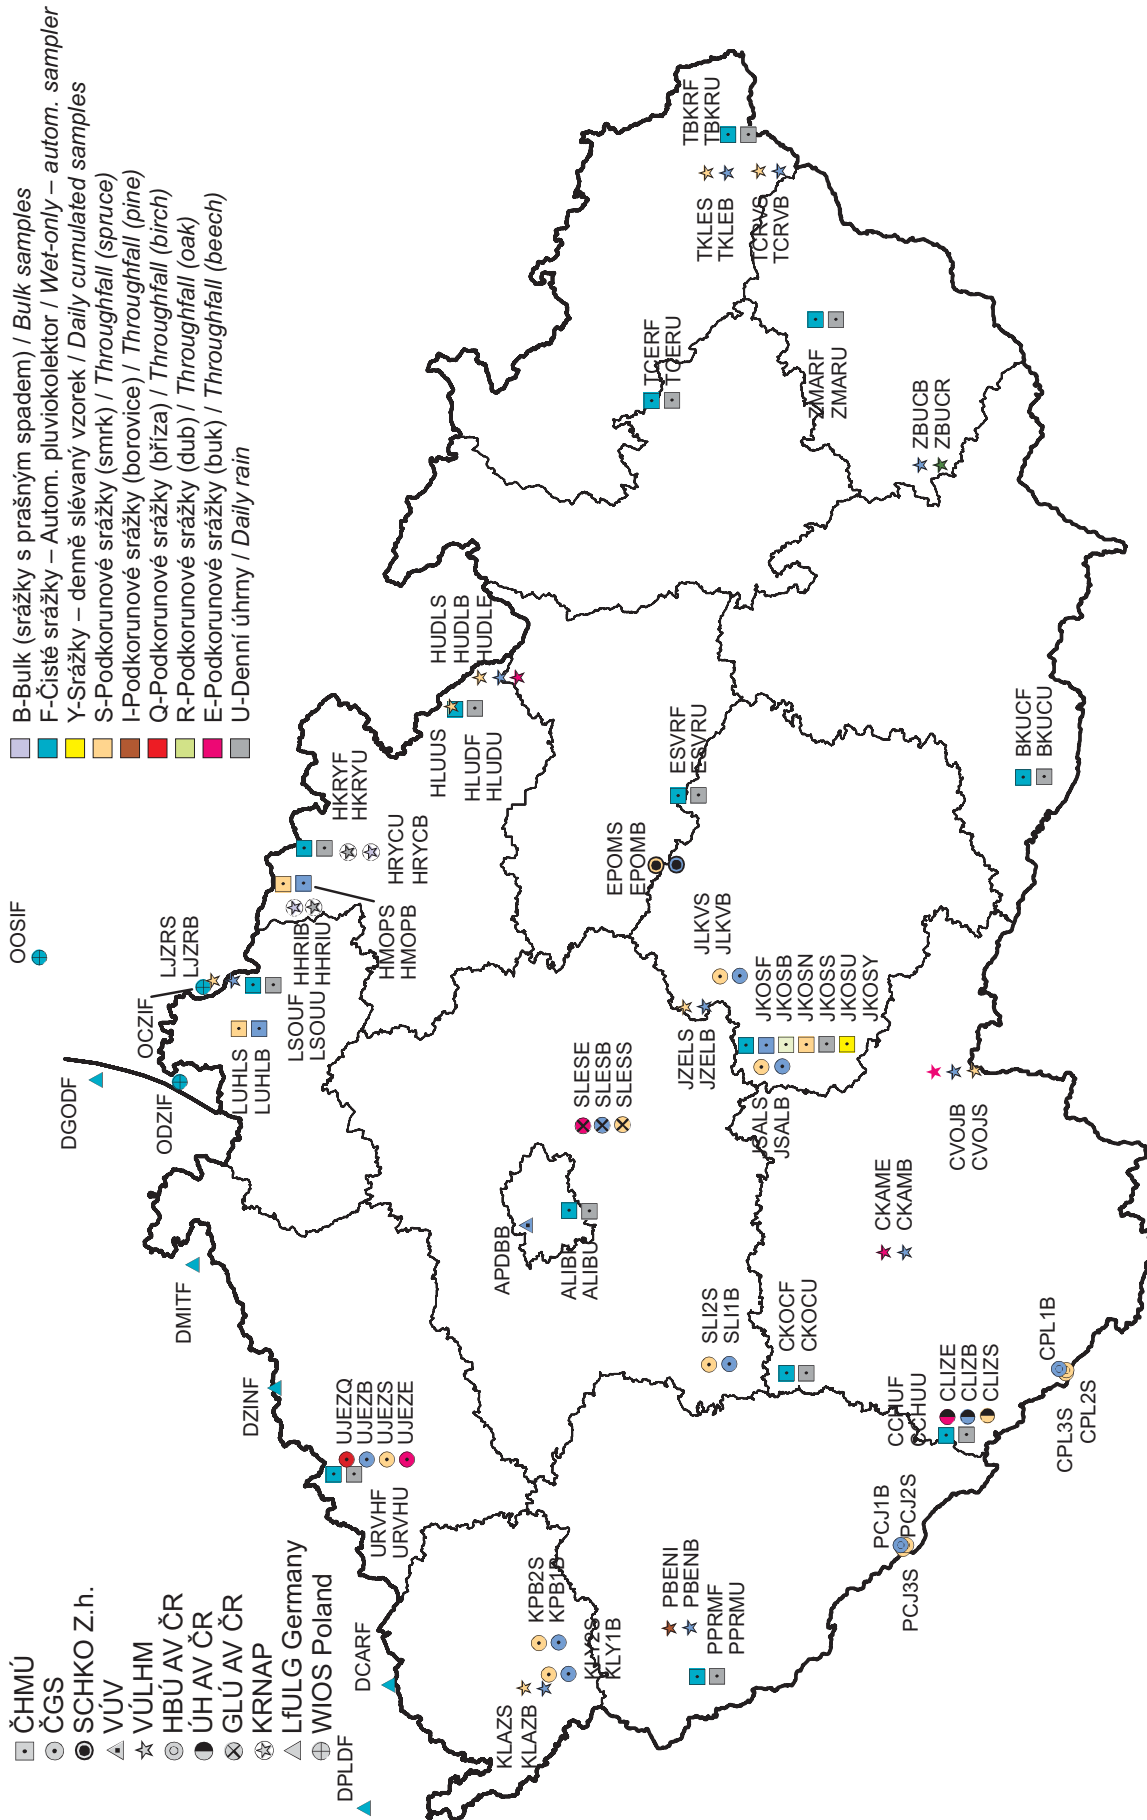 B-Bulk (srážky s prašným spadem) / Bulk samples
F-Čisté srážky – Autom. pluviokolektor / Wet-only – autom. sampler
Y-Srážky – denně slévaný vzorek / Daily cumulated samples
S-Podkorunové srážky (smrk) / Throughfall (spruce)
I-Podkorunové srážky (borovice) / Throughfall (pine)
Q-Podkorunové srážky (bříza) / Throughfall (birch)
R-Podkorunové srážky (dub) / Throughfall (oak)
E-Podkorunové srážky (buk) / Throughfall (beech)
U-Denní úhrny / Daily rain
ČHMÚ
ČGS
SCHKO Z.h.
VÚV
VÚLHM
HBÚ AV ČR
ÚH AV ČR
GLÚ AV ČR
KRNAP
LfULG Germany
WIOS Poland
DPLDF
DCARF
DZINF
DMITF
DGODF
ODZIF
OCZIF
OOSIF
LJZRS
LJZRB
LUHLS
LUHLB
LSOUF
LSOUU
HHRIB
HHRIU
HMOPS
HMOPB
HKRYF
HKRYU
HRYCU
HRYCB
HLUUS
HLUDF
HLUDU
HUDLS
HUDLB
HUDLE
KLAZS
KLAZB
KPB2S
KPB1B
KLY2S
KLY1B
URVHF
URVHU
UJEZQ
UJEZB
UJEZS
UJEZE
APDBB
ALIBF
ALIBU
SLESE
SLESB
SLESS
SLI2S
SLI1B
PBENI
PBENB
PPRMF
PPRMU
PCJ1B
PCJ2S
PCJ3S
CKOCF
CKOCU
CCHUF
CCHUU
CLIZE
CLIZB
CLIZS
CPL1B
CPL3S
CPL2S
CKAME
CKAMB
CVOJB
CVOJS
JZELS
JZELB
JSALS
JSALB
JLKVS
JLKVB
JKOSF
JKOSB
JKOSN
JKOSS
JKOSU
JKOSY
EPOMS
EPOMB
ESVRF
ESVRU
BKUCF
BKUCU
TCERF
TCERU
ZMARF
ZMARU
ZBUCB
ZBUCR
TKLES
TKLEB
TCRVS
TCRVB
TBKRF
TBKRU